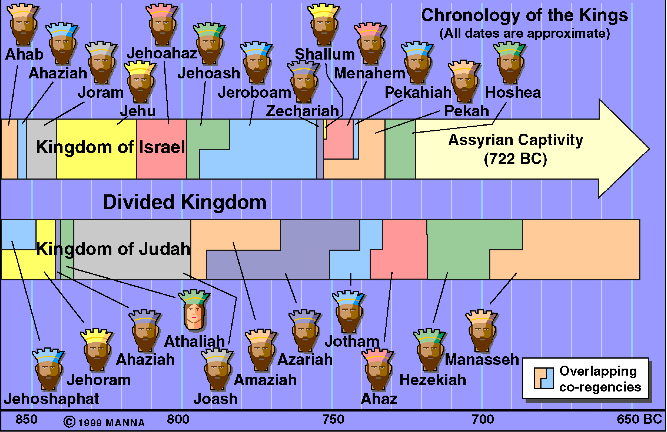 Chronology of the Kings
(All dates are approximate)
Ahab
Ahaziah
Joram
Jehu
Jehoahaz
Jehoash
Jeroboam
Zechariah
Shallum
Menahem
Pekahiah
Pekah
Hoshea
Kingdom of Israel
Assyrian Captivity
(722 BC)
Divided Kingdom
Kingdom of Judah
Jehoshaphat
Jehoram
Ahaziah
Athaliah
Joash
Amaziah
Azariah
Jotham
Ahaz
Hezekiah
Manasseh
Overlapping
co-regencies
850 © 1999 MANNA 800 750 700 650 BC